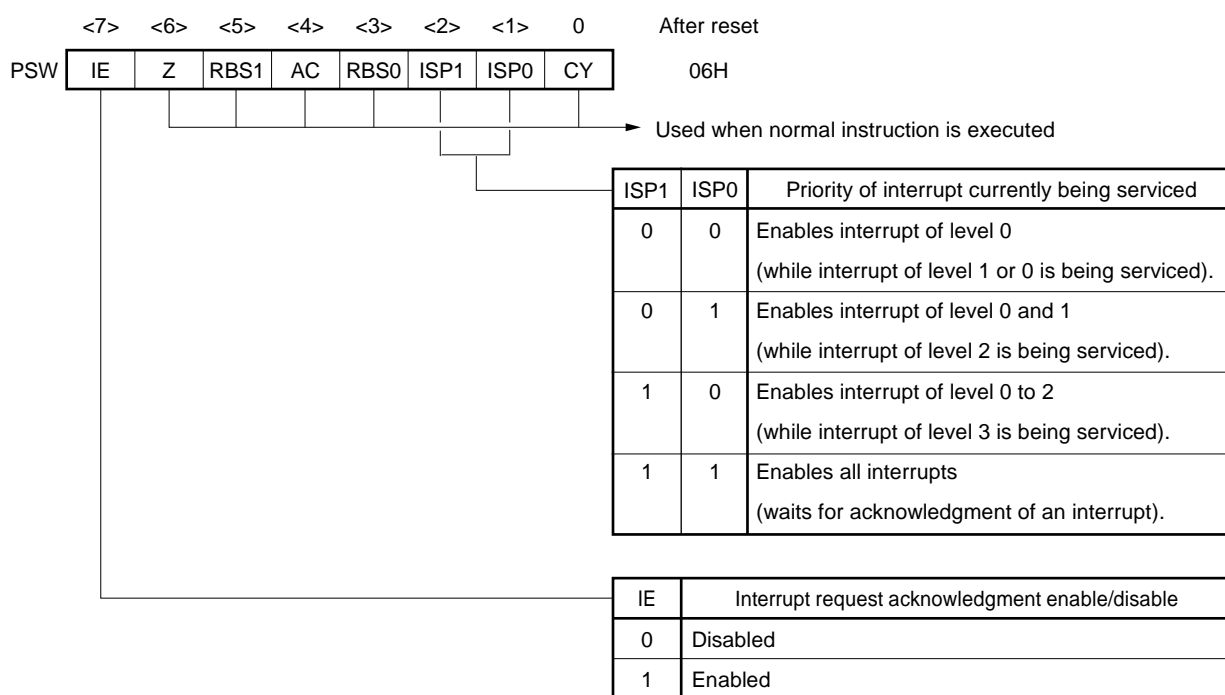 <7> <6> <5> <4> <3> <2> <1> 0 After reset
PSW IE Z RBS1 AC RBS0 ISP1 ISP0 CY 06H
Used when normal instruction is executed
ISP1 ISP0 Priority of interrupt currently being serviced
0 0 Enables interrupt of level 0
(while interrupt of level 1 or 0 is being serviced).
0 1 Enables interrupt of level 0 and 1
(while interrupt of level 2 is being serviced).
1 0 Enables interrupt of level 0 to 2
(while interrupt of level 3 is being serviced).
1 1 Enables all interrupts
(waits for acknowledgment of an interrupt).
IE Interrupt request acknowledgment enable/disable
0 Disabled
1 Enabled